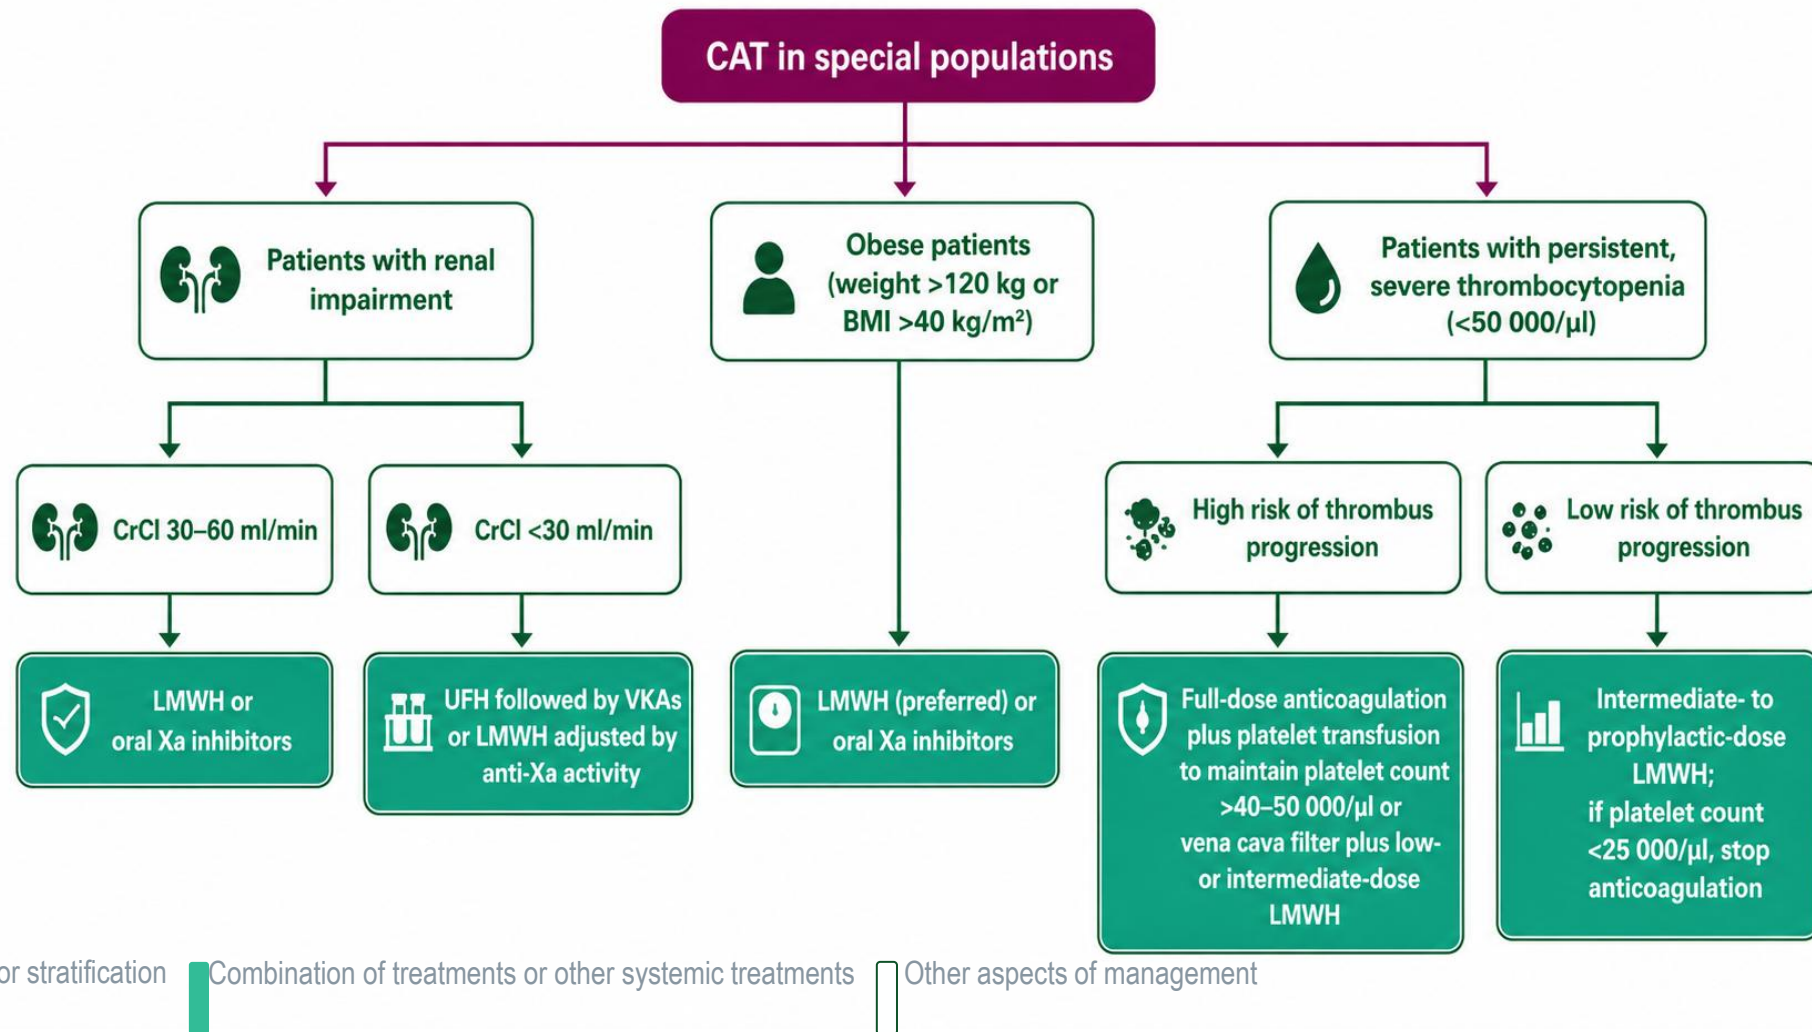 CAT in special populations
Patients with renal
impairment
Obese patients
(weight >120 kg or
BMI >40 kg/m²)
Patients with persistent,
severe thrombocytopenia
(<50 000/µl)
CrCl 30–60 ml/min
CrCl <30 ml/min
High risk of thrombus
progression
Low risk of thrombus
progression
LMWH or
oral Xa inhibitors
UFH followed by VKAs
or LMWH adjusted by
anti-Xa activity
LMWH (preferred) or
oral Xa inhibitors
Full-dose anticoagulation
plus platelet transfusion
to maintain platelet count
>40–50 000/µl or
vena cava filter plus low-
or intermediate-dose
LMWH
Intermediate- to
prophylactic-dose
LMWH;
if platelet count
<25 000/µl, stop
anticoagulation
or stratification
Combination of treatments or other systemic treatments
Other aspects of management